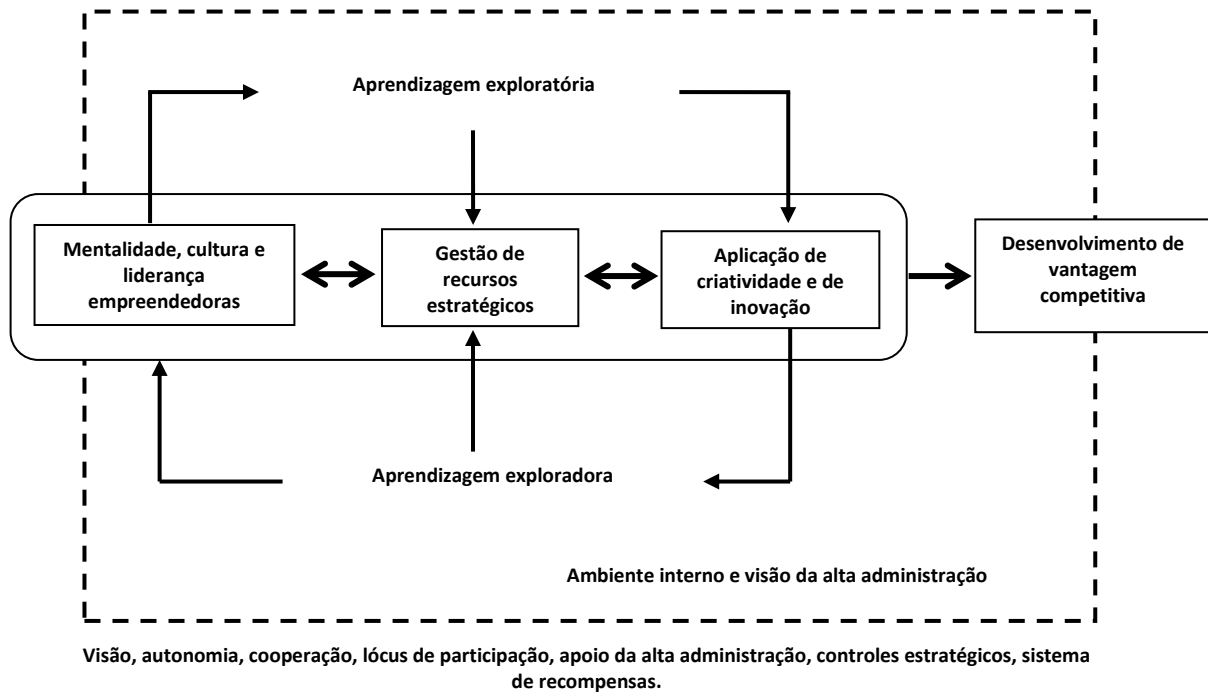 Aprendizagem exploratória
Mentalidade, cultura e
liderança
empreendedoras
Gestão de
recursos
estratégicos
Aplicação de
criatividade e de
inovação
Desenvolvimento de
vantagem
competitiva
Aprendizagem exploradora
Ambiente interno e visão da alta administração
Visão, autonomia, cooperação, lócus de participação, apoio da alta administração, controles estratégicos, sistema
de recompensas.